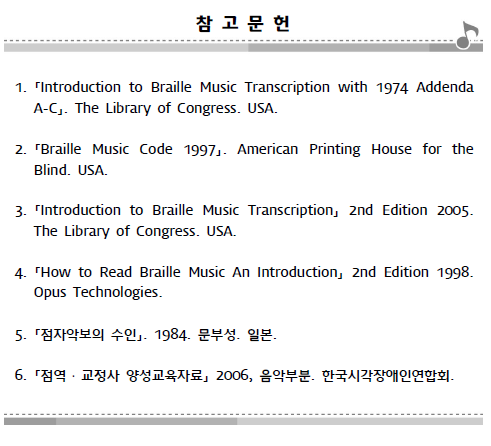 참 고 문 헌
1. 「Introduction to Braille Music Transcription with 1974 Addenda
A-C」. The Library of Congress. USA.
2. 「Braille Music Code 1997」. American Printing House for the
Blind. USA.
3. 「Introduction to Braille Music Transcription」 2nd Edition 2005.
The Library of Congress. USA.
4. 「How to Read Braille Music An Introduction」 2nd Edition 1998.
Opus Technologies.
5. 「점자악보의 수인」. 1984. 문부성. 일본.
6. 「점역 · 교정사 양성교육자료」 2006, 음악부분. 한국시각장애인연합회.